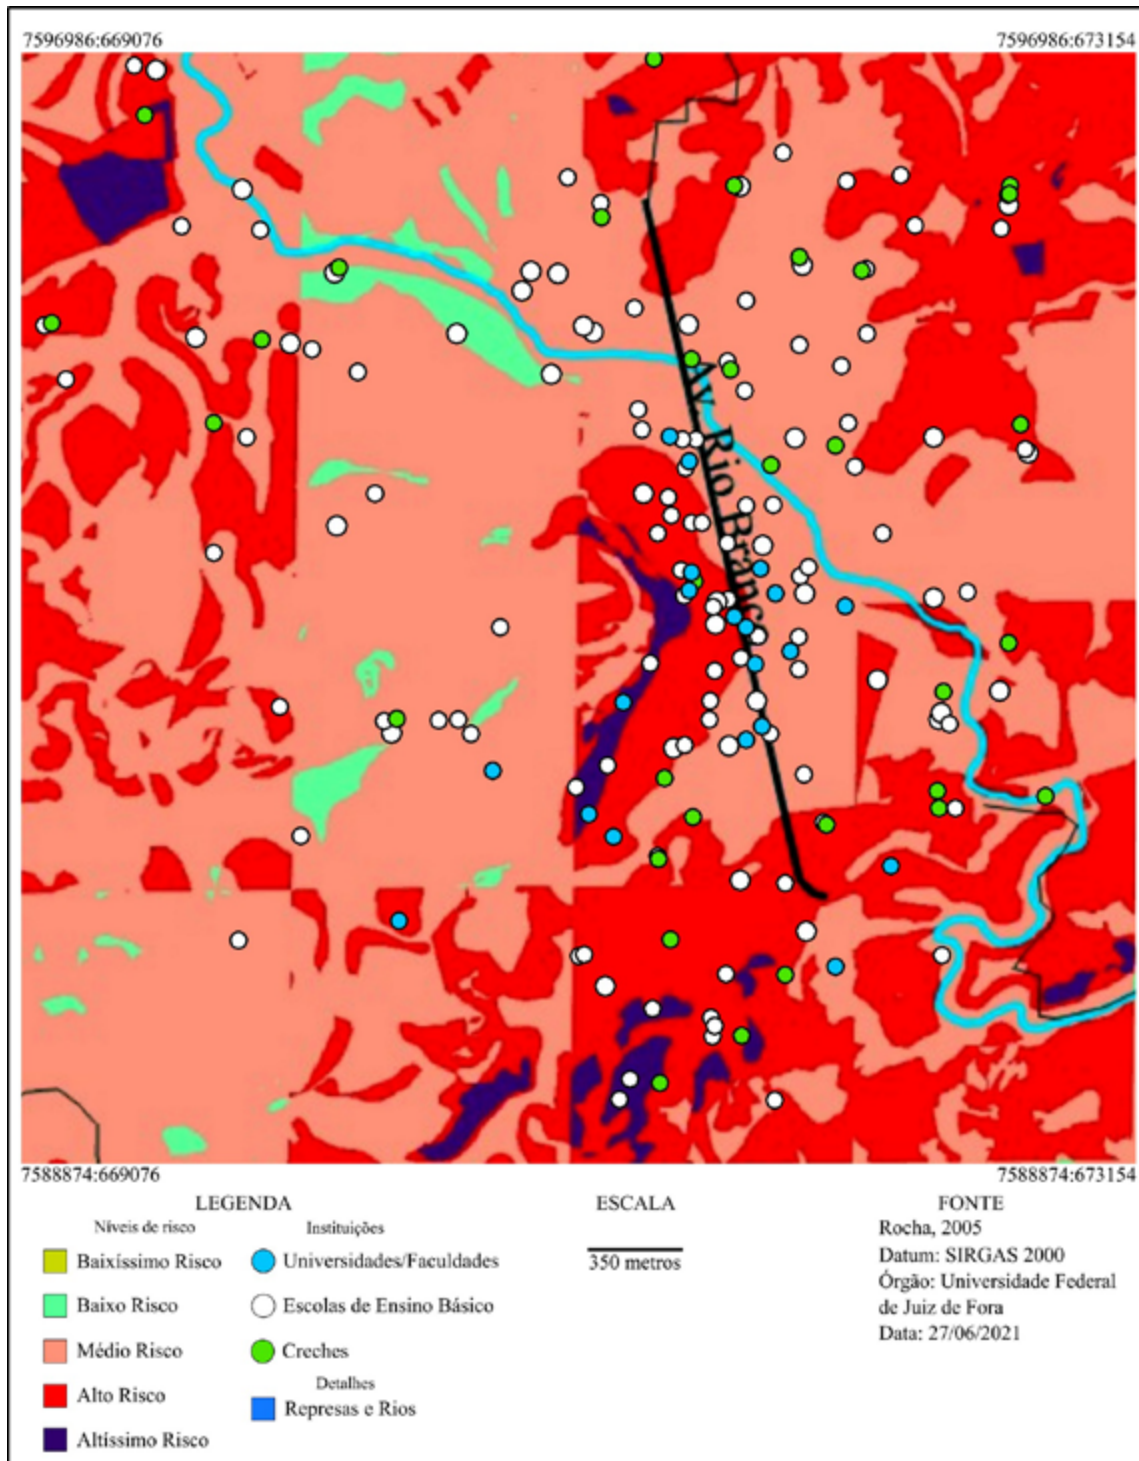 7596986:669076
7596986:673154
Av. Rio Branco
7588874:669076
7588874:673154
LEGENDA
Níveis de risco
Baixíssimo Risco
Baixo Risco
Médio Risco
Alto Risco
Altíssimo Risco
Instituições
Universidades/Faculdades
Escolas de Ensino Básico
Creches
Detalhes
Represas e Rios
ESCALA
350 metros
FONTE
Rocha, 2005
Datum: SIRGAS 2000
Órgão: Universidade Federal
de Juiz de Fora
Data: 27/06/2021